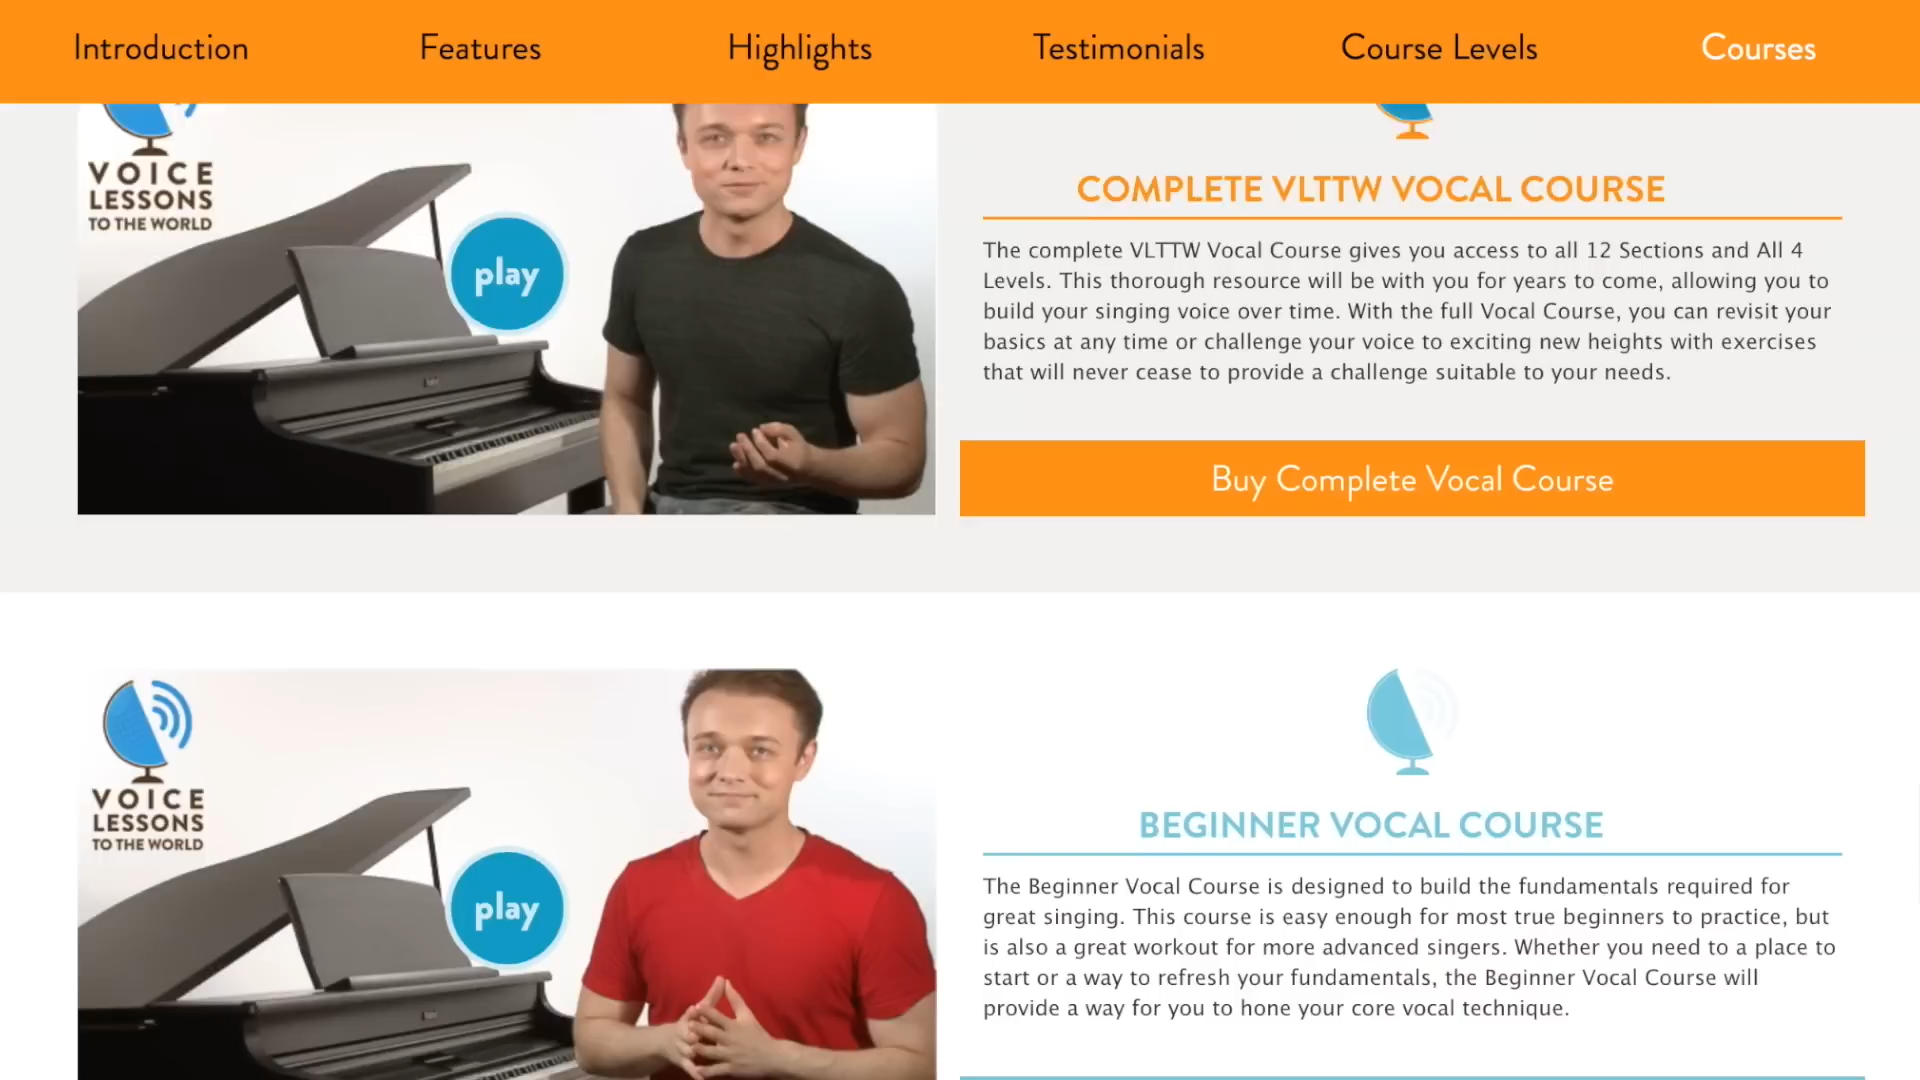 Introduction
Features
Highlights
Testimonials
Course Levels
Courses
VOICE
LESSONS
TO THE WORLD
play
COMPLETE VLTTW VOCAL COURSE
The complete VLTTW Vocal Course gives you access to all 12 Sections and All 4
Levels. This thorough resource will be with you for years to come, allowing you to
build your singing voice over time. With the full Vocal Course, you can revisit your
basics at any time or challenge your voice to exciting new heights with exercises
that will never cease to provide a challenge suitable to your needs.
Buy Complete Vocal Course
VOICE
LESSONS
TO THE WORLD
play
BEGINNER VOCAL COURSE
The Beginner Vocal Course is designed to build the fundamentals required for
great singing. This course is easy enough for most true beginners to practice, but
is also a great workout for more advanced singers. Whether you need to a place to
start or a way to refresh your fundamentals, the Beginner Vocal Course will
provide a way for you to hone your core vocal technique.